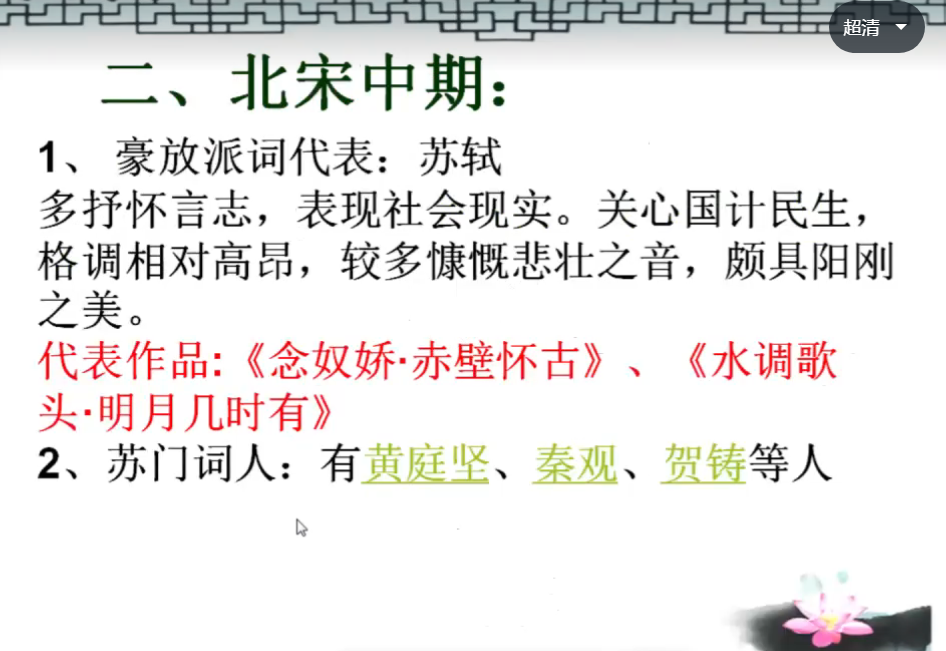 超清
二、北宋中期：
1、 豪放派词代表：苏轼
多抒怀言志，表现社会现实。关心国计民生，
格调相对高昂，较多慷慨悲壮之音，颇具阳刚
之美。
代表作品:《念奴娇·赤壁怀古》、《水调歌
头·明月几时有》
2、苏门词人：有黄庭坚、秦观、贺铸等人